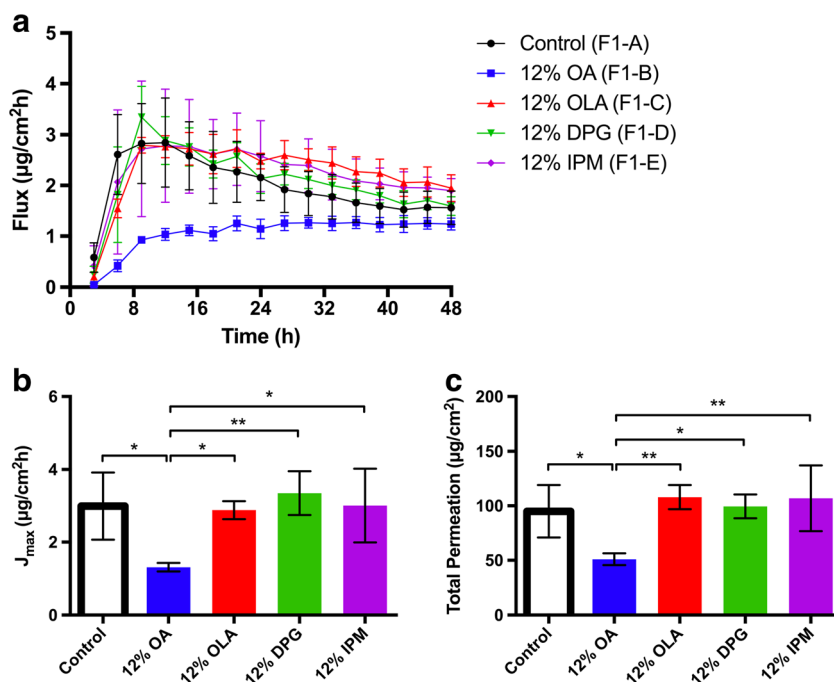 a
Flux (µg/cm²h)
5
4
3
2
1
0
0 8 16 24 32 40 48
Time (h)
Control (F1-A)
12% OA (F1-B)
12% OLA (F1-C)
12% DPG (F1-D)
12% IPM (F1-E)
b
J max (µg/cm²h)
6
4
2
0
*
**
* *
Control 12% OA 12% OLA 12% DPG 12% IPM
c
Total Permeation (µg/cm²)
200
150
100
50
0
**
*
* **
Control 12% OA 12% OLA 12% DPG 12% IPM